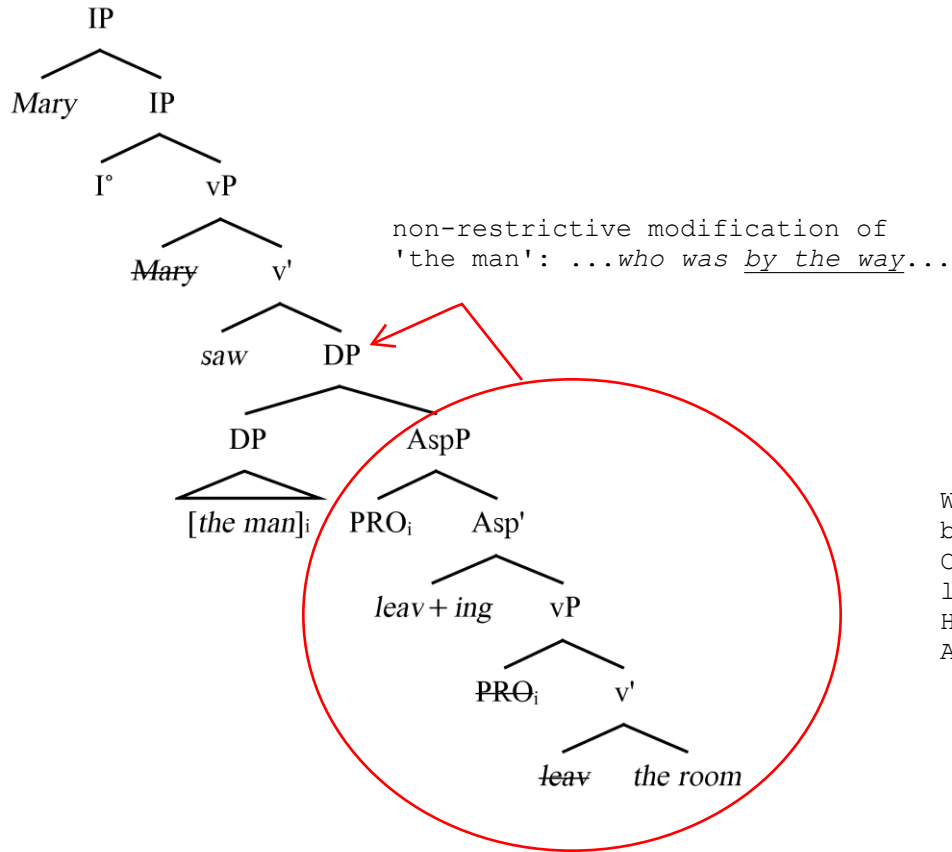 IP
Mary IP
I° vP
non-restrictive modification of
'the man': ...who was by the way...
Mary v'
saw DP
DP AspP
[the man]i PROi Asp'
leav + ing vP
PROi v'
leav the room
W
b
C
l
H
A